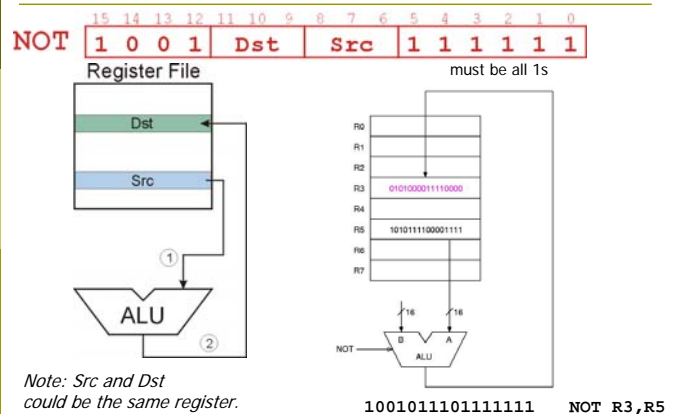 15 14 13 12 11 10 9 8 7 6 5 4 3 2 1 0
NOT 1 0 0 1 Dst Src 1 1 1 1 1 1
must be all 1s
Register File
Dst
Src
1
ALU
2
Note: Src and Dst
could be the same register.
R0
R1
R2
R3 0101000011110000
R4
R5 1010111100001111
R6
R7
16 16
B A
NOT
ALU
1001011101111111 NOT R3,R5